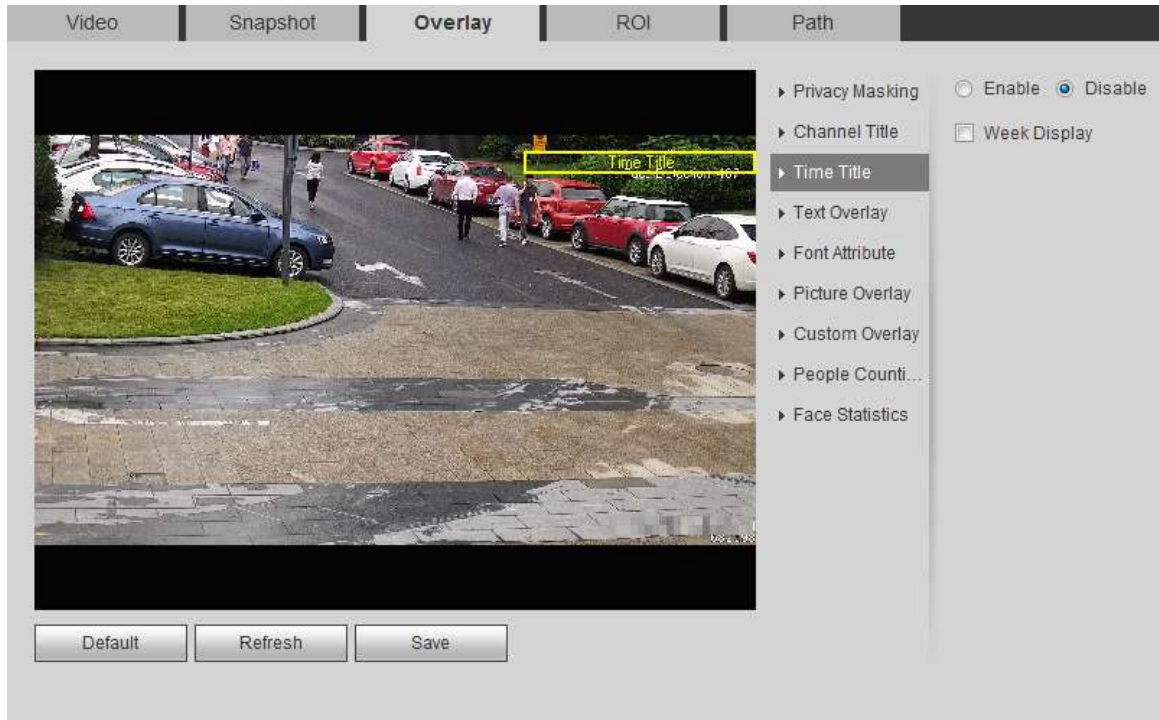 Video Snapshot Overlay ROI Path
Privacy Masking
Channel Title
Time Title
Text Overlay
Font Attribute
Picture Overlay
Custom Overlay
People Counti...
Face Statistics
Enable Disable
Week Display
Time Title
Default Refresh Save